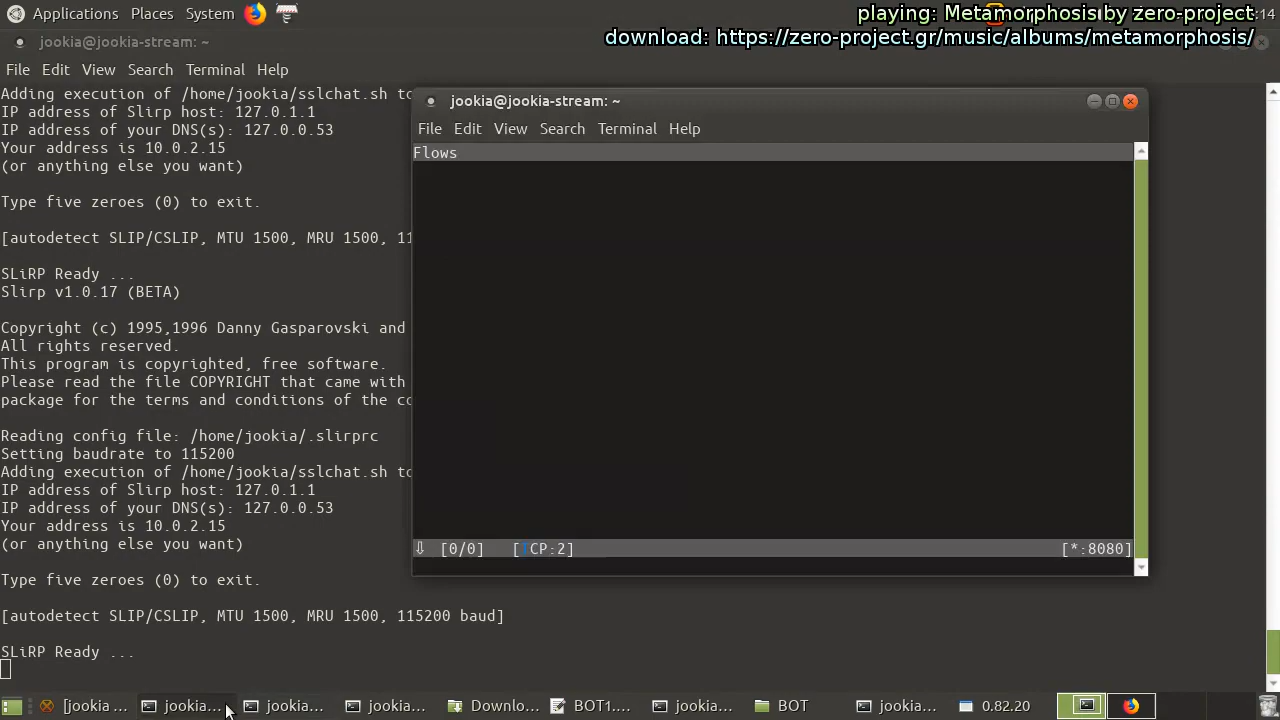 Applications Places System
playing: Metamorphosis by zero-project
:14
download: https://zero-project.gr/music/albums/metamorphosis/
jookia@jookia-stream: ~
File Edit View Search Terminal Help
Adding execution of /home/jookia/sslchat.sh to
IP address of Slirp host: 127.0.1.1
IP address of your DNS(s): 127.0.0.53
Your address is 10.0.2.15
(or anything else you want)
Type five zeroes (0) to exit.
[autodetect SLIP/CSLIP, MTU 1500, MRU 1500, 11
SLiRP Ready ...
Slirp v1.0.17 (BETA)
Copyright (c) 1995,1996 Danny Gasparovski and
All rights reserved.
This program is copyrighted, free software.
Please read the file COPYRIGHT that came with
package for the terms and conditions of the co
Reading config file: /home/jookia/.slirprc
Setting baudrate to 115200
Adding execution of /home/jookia/sslchat.sh to
IP address of Slirp host: 127.0.1.1
IP address of your DNS(s): 127.0.0.53
Your address is 10.0.2.15
(or anything else you want)
Type five zeroes (0) to exit.
[autodetect SLIP/CSLIP, MTU 1500, MRU 1500, 115200 baud]
SLiRP Ready ...
jookia@jookia-stream: ~
File Edit View Search Terminal Help
Flows
⇩ [0/0] [TCP:2] [*:8080]
[jookia ... jookia... jookia... jookia... Downlo... BOT1.... jookia... BOT jookia... 0.82.20